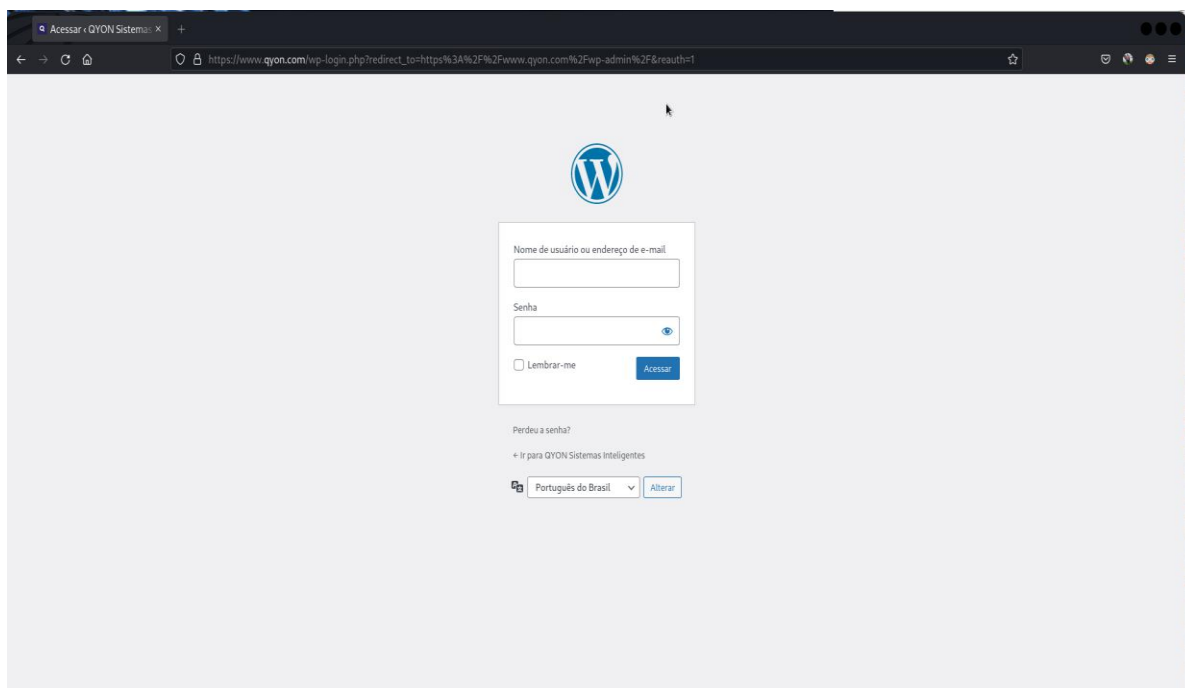 Acessar ‹ QYON Sistemas
https://www.qyon.com/wp-login.php?redirect_to=https%3A%2F%2Fwww.qyon.com%2Fwp-admin%2F&reauth=1
Nome de usuário ou endereço de e-mail
Senha
Lembrar-me
Acessar
Perdeu a senha?
← Ir para QYON Sistemas Inteligentes
Português do Brasil
Alterar